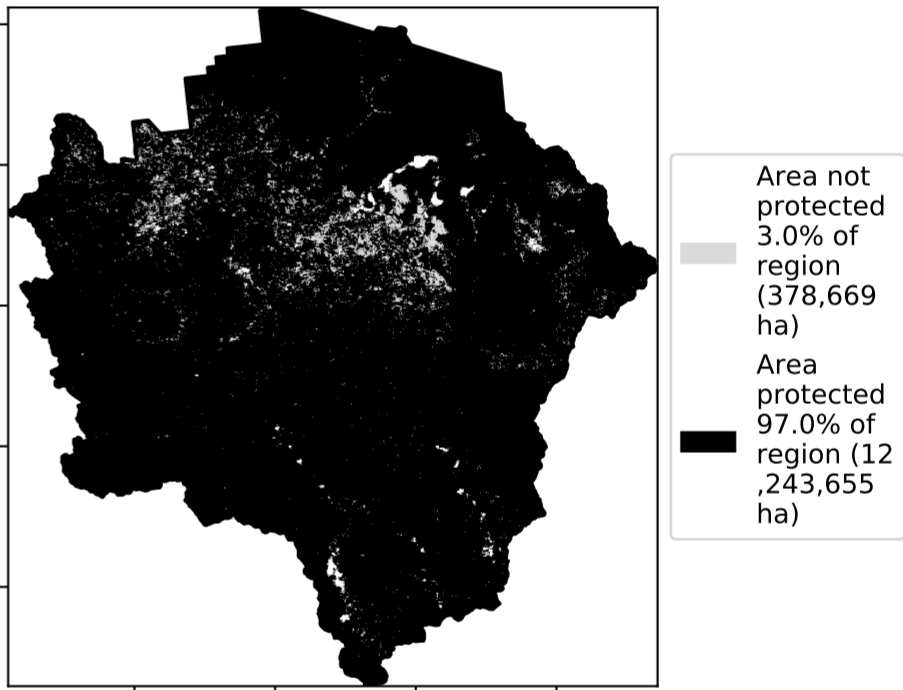 Area not
protected
3.0% of
region
(378,669
ha)
Area
protected
97.0% of
region (12
,243,655
ha)